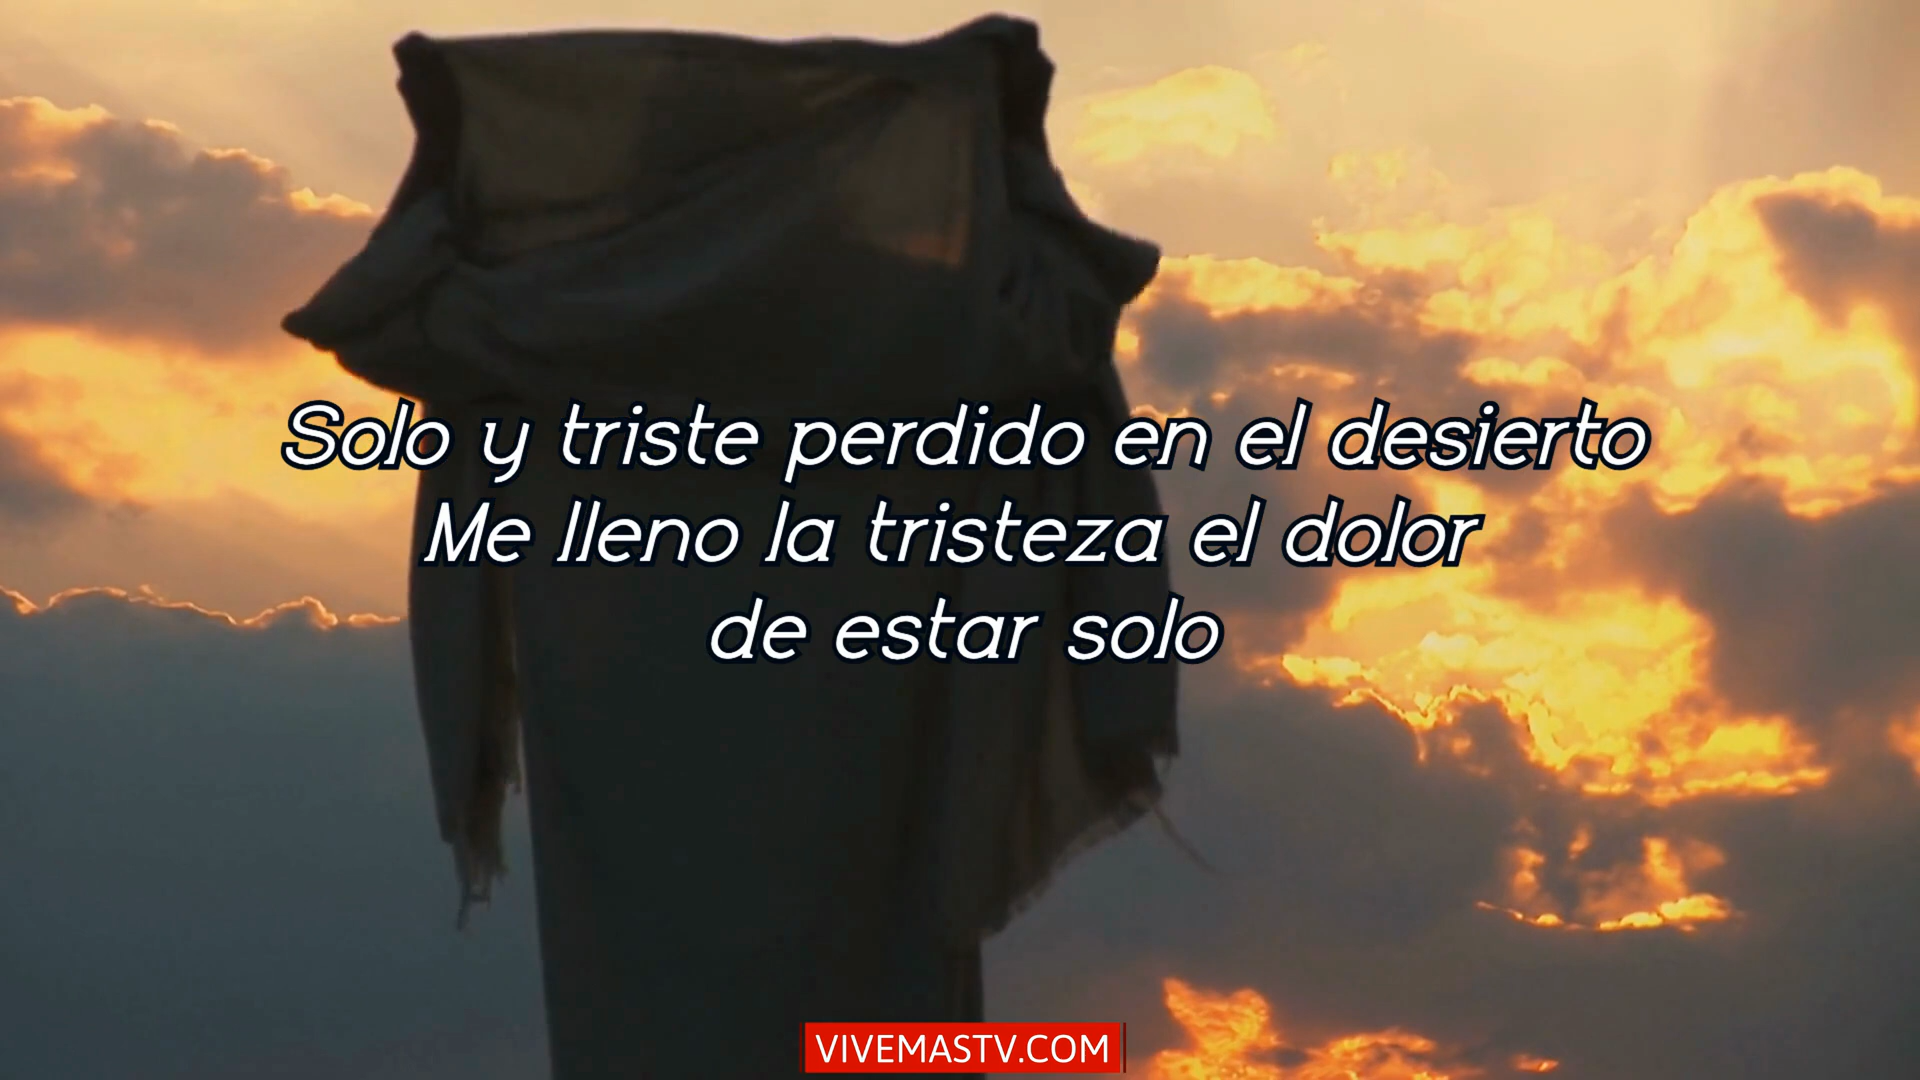 Solo y triste perdido en el desierto
Me lleno la tristeza el dolor
de estar solo
VIVEMASTV.COM